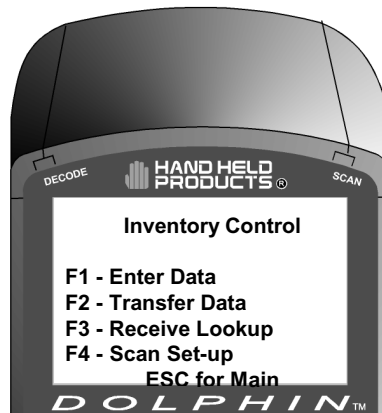 DECODE
SCAN
HAND HELD
PRODUCTS®
Inventory Control
F1 - Enter Data
F2 - Transfer Data
F3 - Receive Lookup
F4 - Scan Set-up
ESC for Main
DOLPHIN™